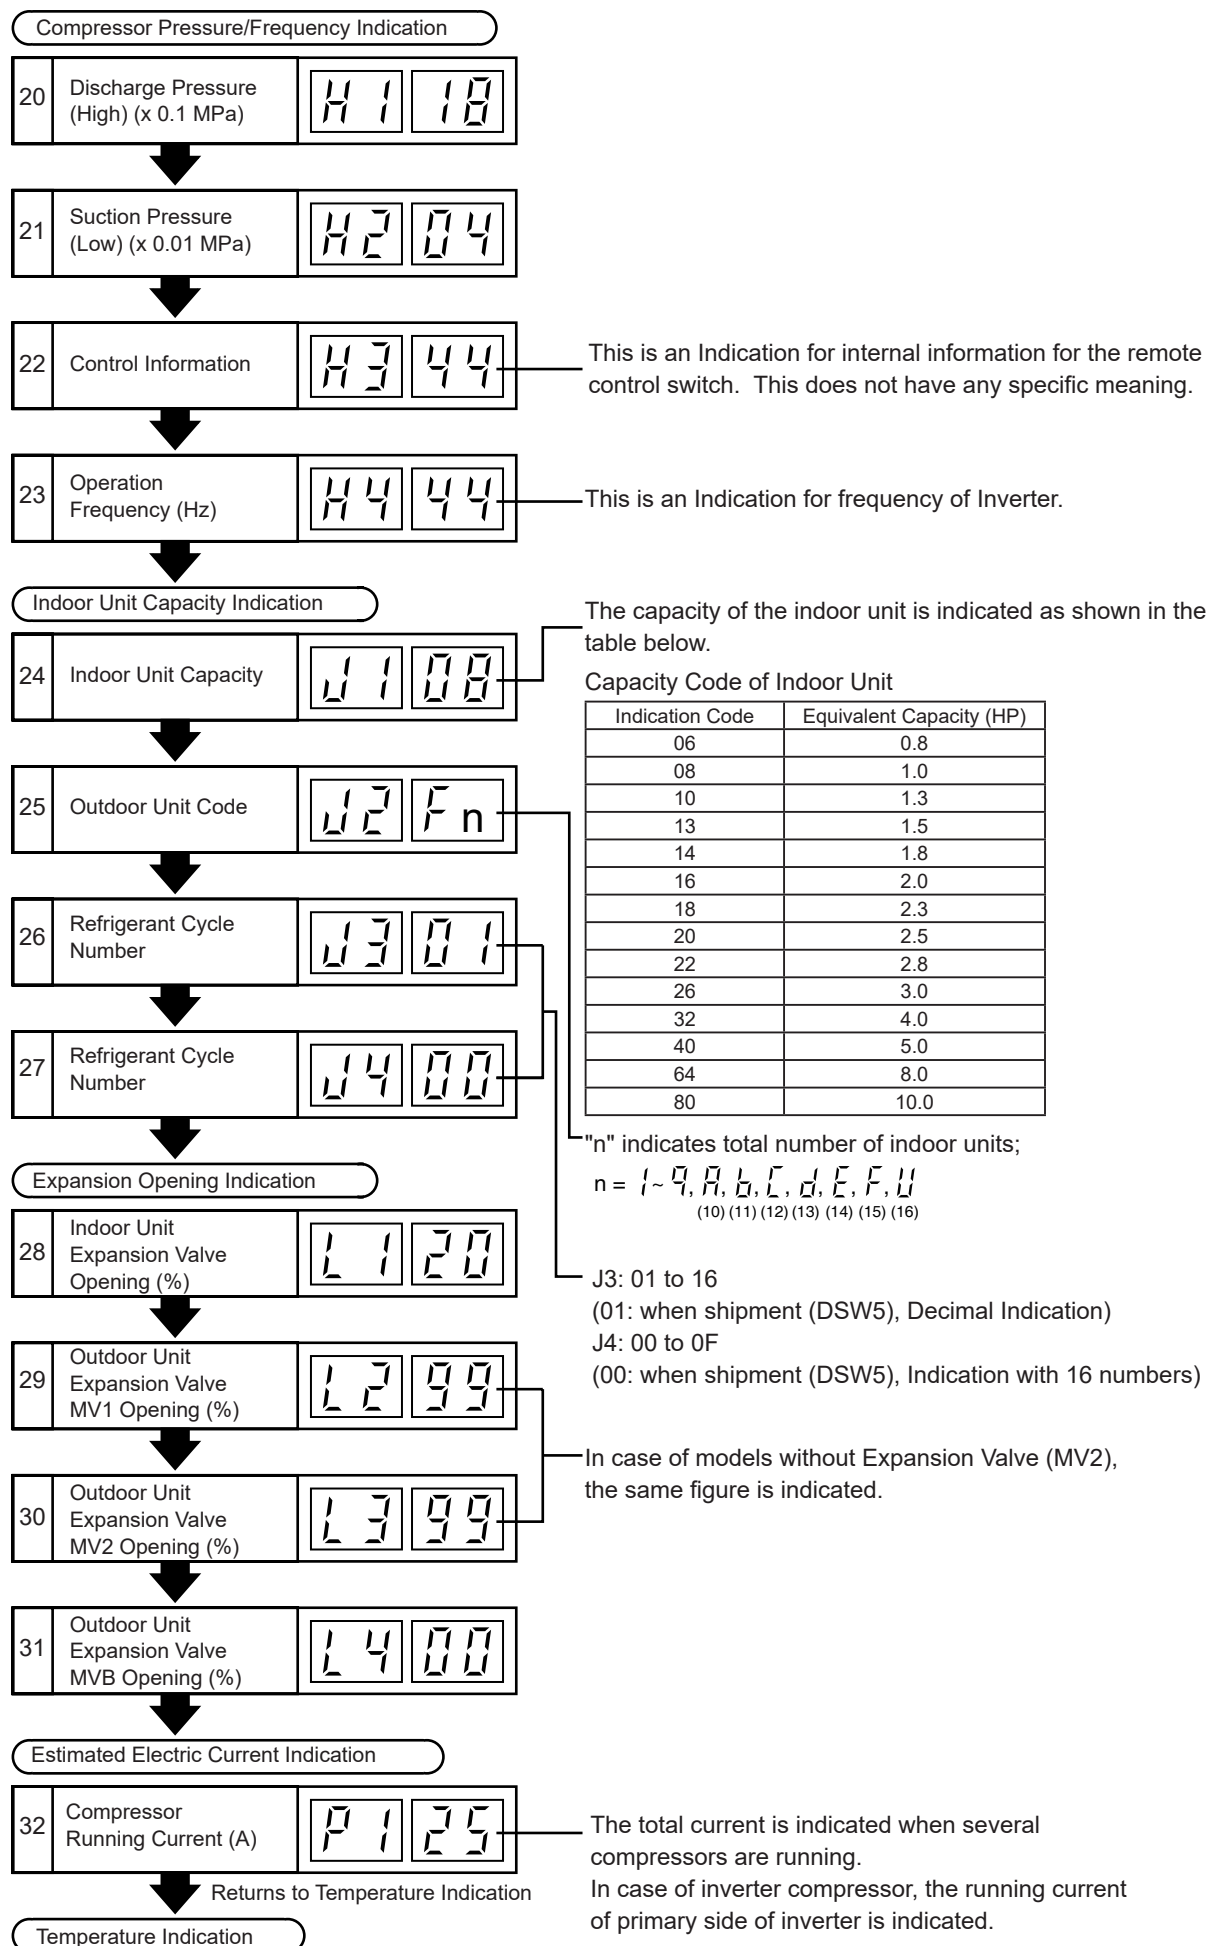 Compressor Pressure/Frequency Indication
20
Discharge Pressure
(High) (x 0.1 MPa)
H1 18
21
Suction Pressure
(Low) (x 0.01 MPa)
H2 04
22
Control Information
H3 44
This is an Indication for internal information for the remote
control switch. This does not have any specific meaning.
23
Operation
Frequency (Hz)
H4 44
This is an Indication for frequency of Inverter.
Indoor Unit Capacity Indication
24
Indoor Unit Capacity
J1 08
The capacity of the indoor unit is indicated as shown in the
table below.
Capacity Code of Indoor Unit
Indication Code Equivalent Capacity (HP)
06 0.8
08 1.0
10 1.3
13 1.5
14 1.8
16 2.0
18 2.3
20 2.5
22 2.8
26 3.0
32 4.0
40 5.0
64 8.0
80 10.0
25
Outdoor Unit Code
J2 Fn
"n" indicates total number of indoor units;
n = 1~9, A, b, C, d, E, F, U
(10) (11) (12) (13) (14) (15) (16)
26
Refrigerant Cycle
Number
J3 01
27
Refrigerant Cycle
Number
J4 00
J3: 01 to 16
(01: when shipment (DSW5), Decimal Indication)
J4: 00 to 0F
(00: when shipment (DSW5), Indication with 16 numbers)
Expansion Opening Indication
28
Indoor Unit
Expansion Valve
Opening (%)
L1 20
29
Outdoor Unit
Expansion Valve
MV1 Opening (%)
L2 99
30
Outdoor Unit
Expansion Valve
MV2 Opening (%)
L3 99
In case of models without Expansion Valve (MV2),
the same figure is indicated.
31
Outdoor Unit
Expansion Valve
MVB Opening (%)
L4 00
Estimated Electric Current Indication
32
Compressor
Running Current (A)
P1 25
The total current is indicated when several
compressors are running.
In case of inverter compressor, the running current
of primary side of inverter is indicated.
Returns to Temperature Indication
Temperature Indication